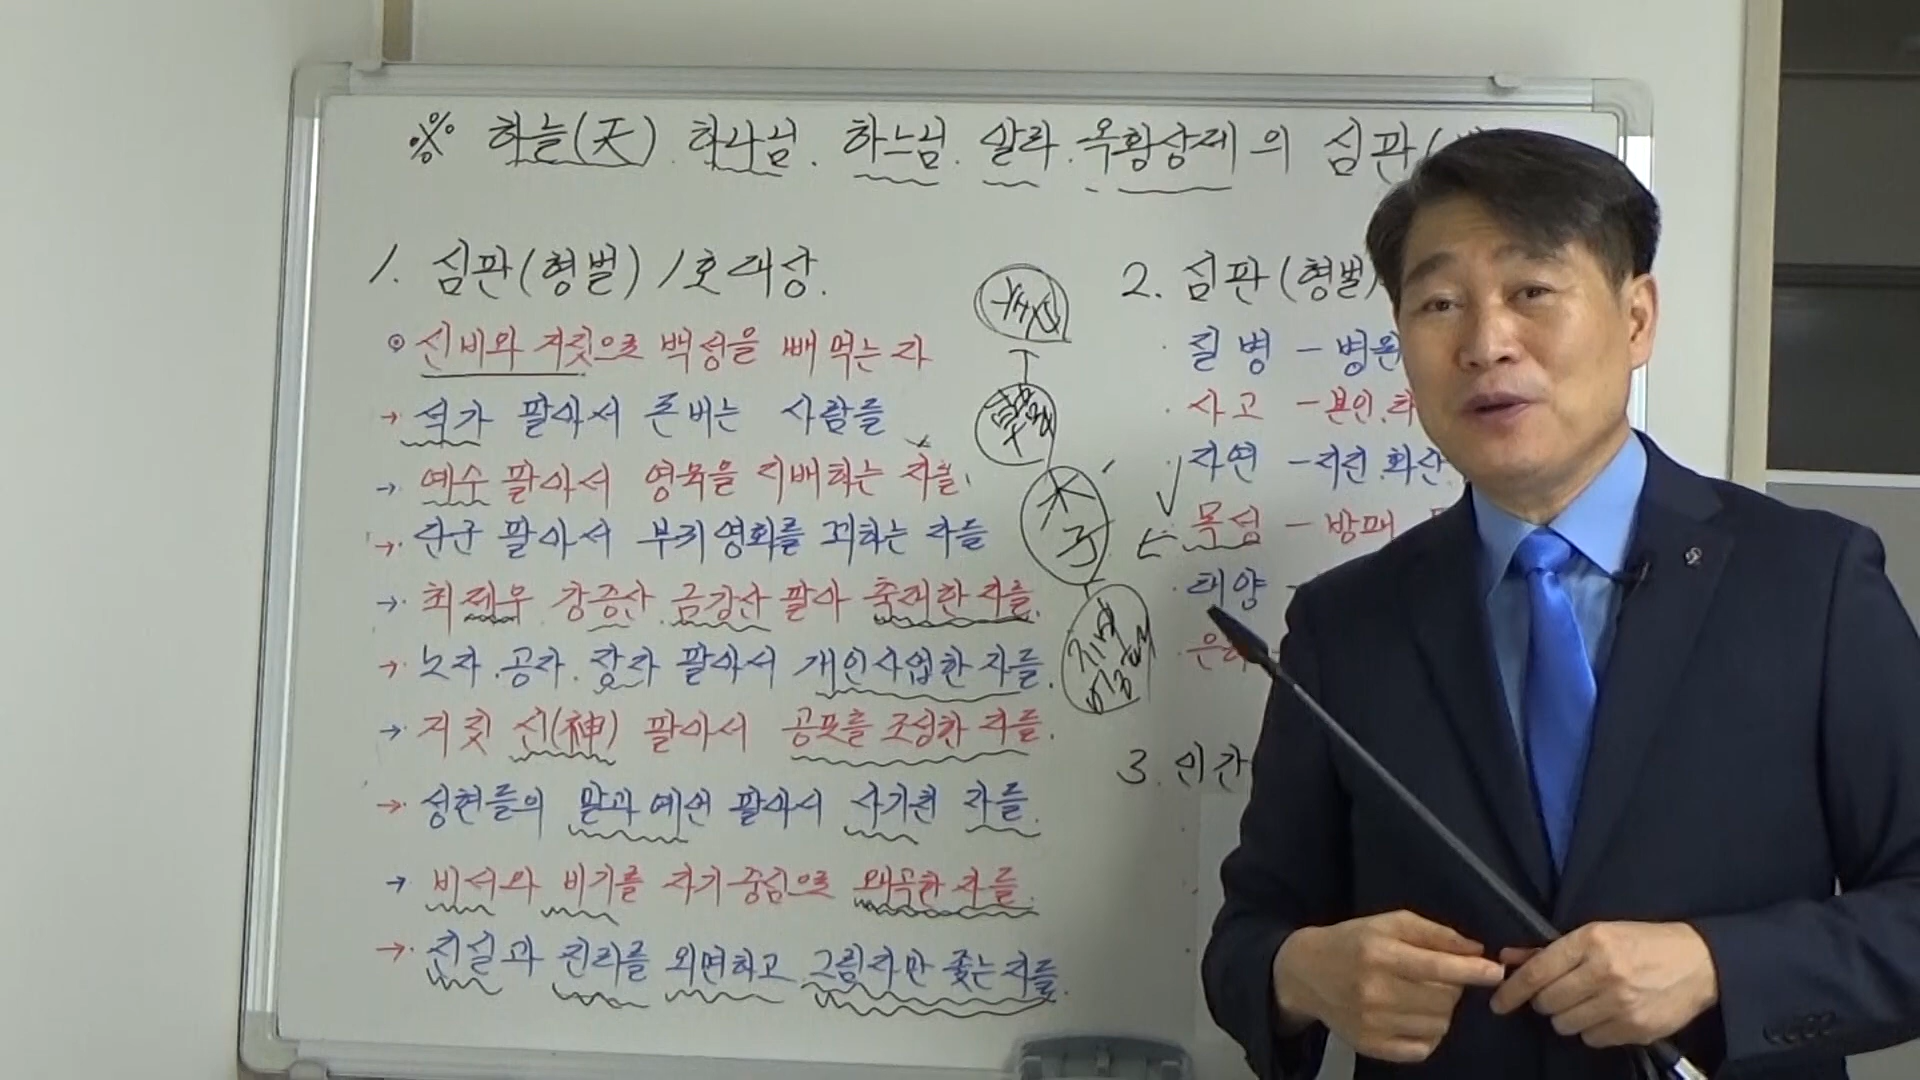 ※ 하늘(天). 하나님. 하느님. 알라. 옥황상제의 심판(
1. 심판(형벌) 1호대상.
⊙ 신비와 거짓으로 백성을 빼먹는 자
→ 석가 팔아서 돈버는 사람들
→ 예수 팔아서 영육을 지배하는 자들.
→ 단군 팔아서 부귀영화를 꾀하는 자들
→ 최제우 강증산 금강산 팔아 축재한 자들.
→ 노자. 공자. 장자 팔아서 개인사업한 자들.
→ 거짓 신(神) 팔아서 공포를 조성한 자들.
→ 성현들의 말과 예언 팔아서 사기친 자들.
→ 비서와 비기를 자기중심으로 왜곡한 자들.
→ 진실과 진리를 외면하고 그림자만 좇는 자들.
天子
2. 심판(형벌)
· 질병 – 병원
· 사고 – 본인.타
· 자연 – 지진.화산.
· 목성 – 방패
· 태양 –
· 은하
3. 인간